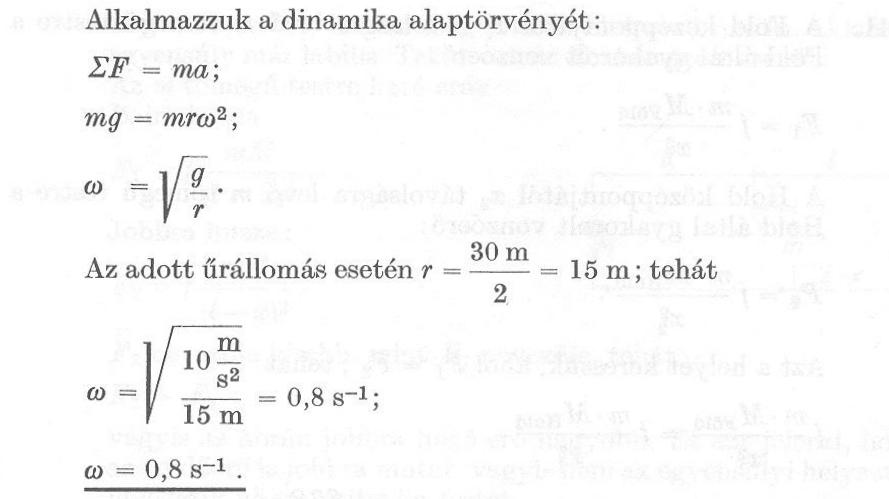 Alkalmazzuk a dinamika alaptörvényét:
ΣF = ma;
mg = mrω²;
ω = √(g/r).
Az adott űrállomás esetén r = 30 m/2 = 15 m; tehát
ω = √(10 m/s²/15 m) = 0,8 s⁻¹;
ω = 0,8 s⁻¹.